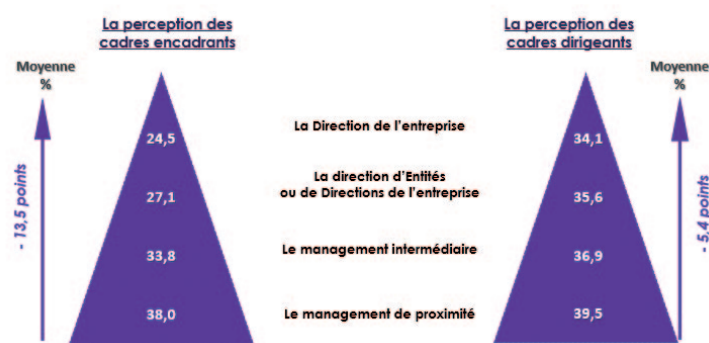 La perception des
cadres encadrants
La perception des
cadres dirigeants
Moyenne
%
Moyenne
%
24,5
La Direction de l'entreprise
34,1
27,1
La direction d'Entités
ou de Directions de l'entreprise
35,6
33,8
Le management intermédiaire
36,9
38,0
Le management de proximité
39,5
- 13,5 points
- 5,4 points